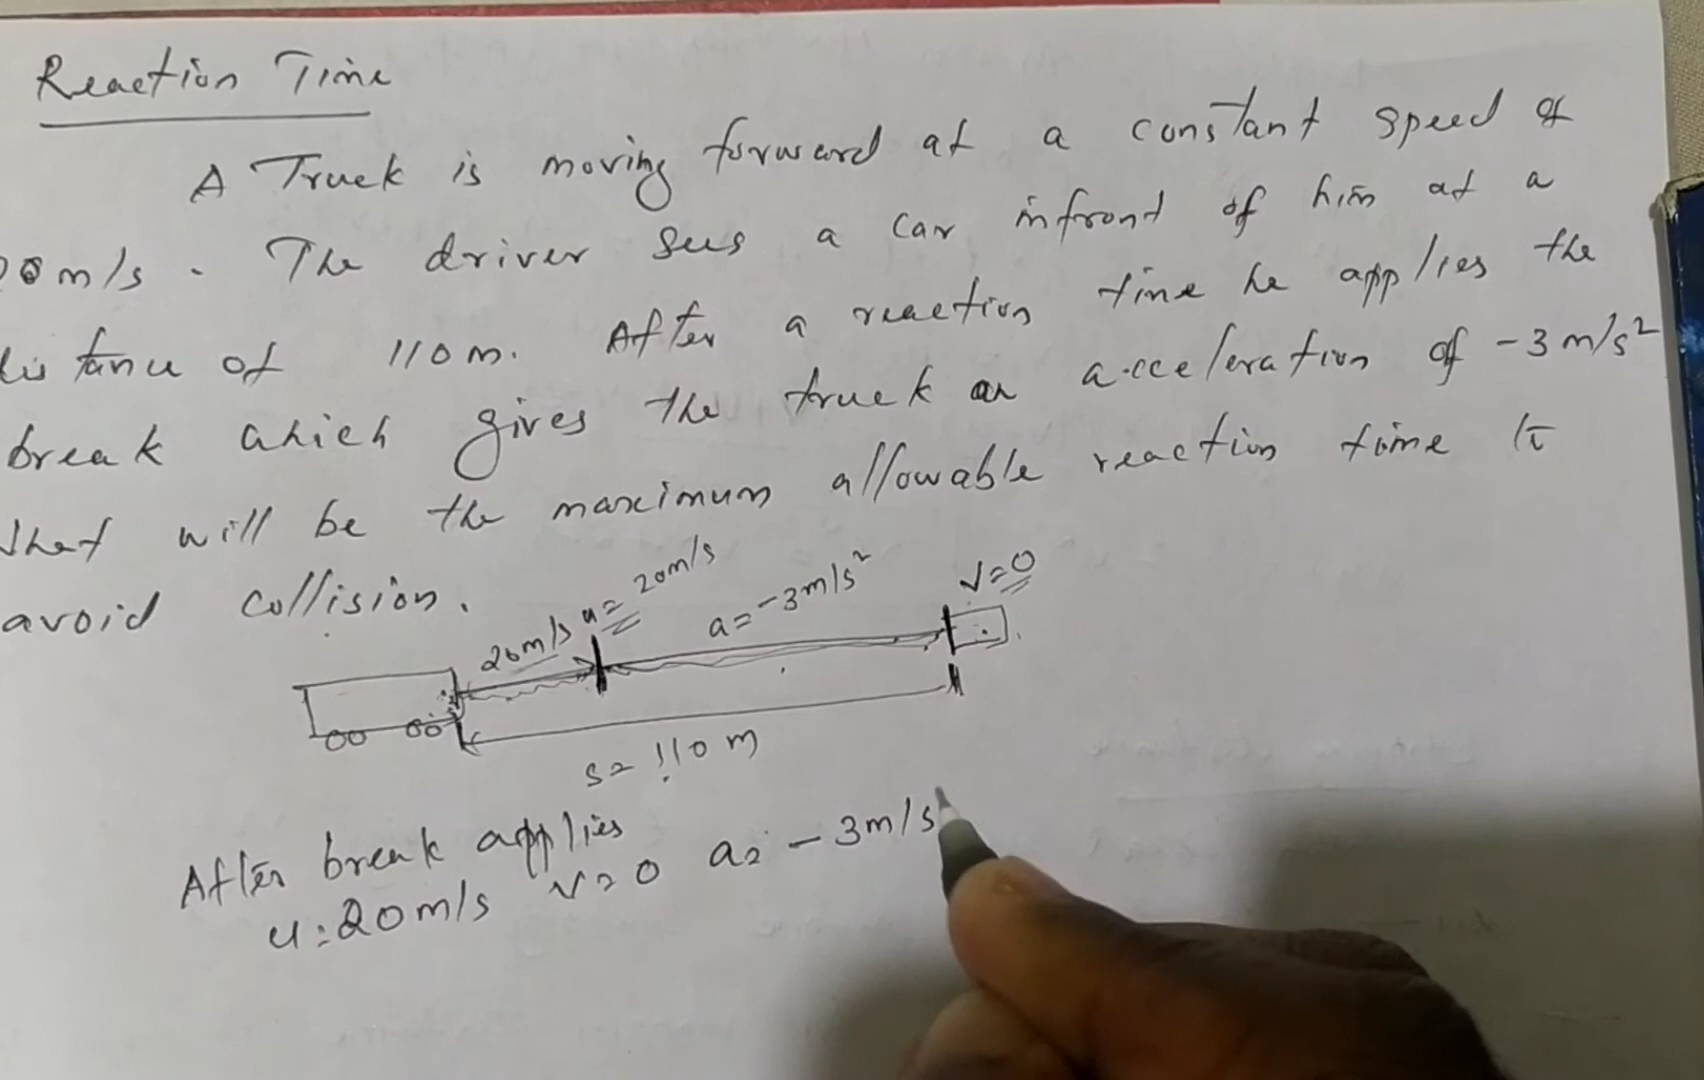 Reaction Time
A Truck is moving forward at a constant speed of
20 m/s. The driver sees a car infront of him at a
distance of 110 m. After a reaction time he applies the
break which gives the truck an acceleration of -3 m/s²
What will be the maximum allowable reaction time to
avoid collision.
20m/s u = 20m/s a = -3m/s² v=0
s = 110 m
After break applies
u = 20m/s v = 0 a = -3m/s